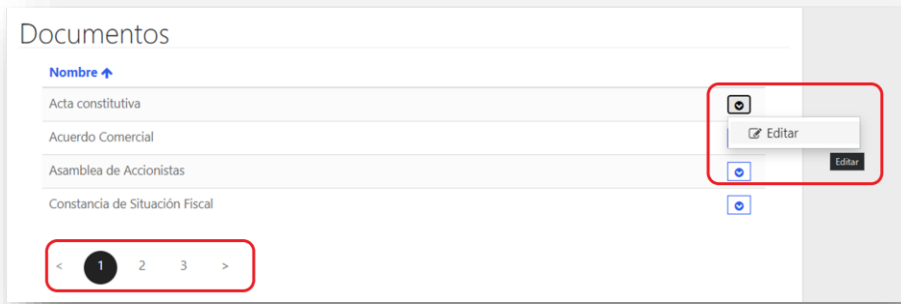 Documentos
Nombre
Acta constitutiva
Editar
Acuerdo Comercial
Asamblea de Accionistas
Editar
Constancia de Situación Fiscal
< 1 2 3 >